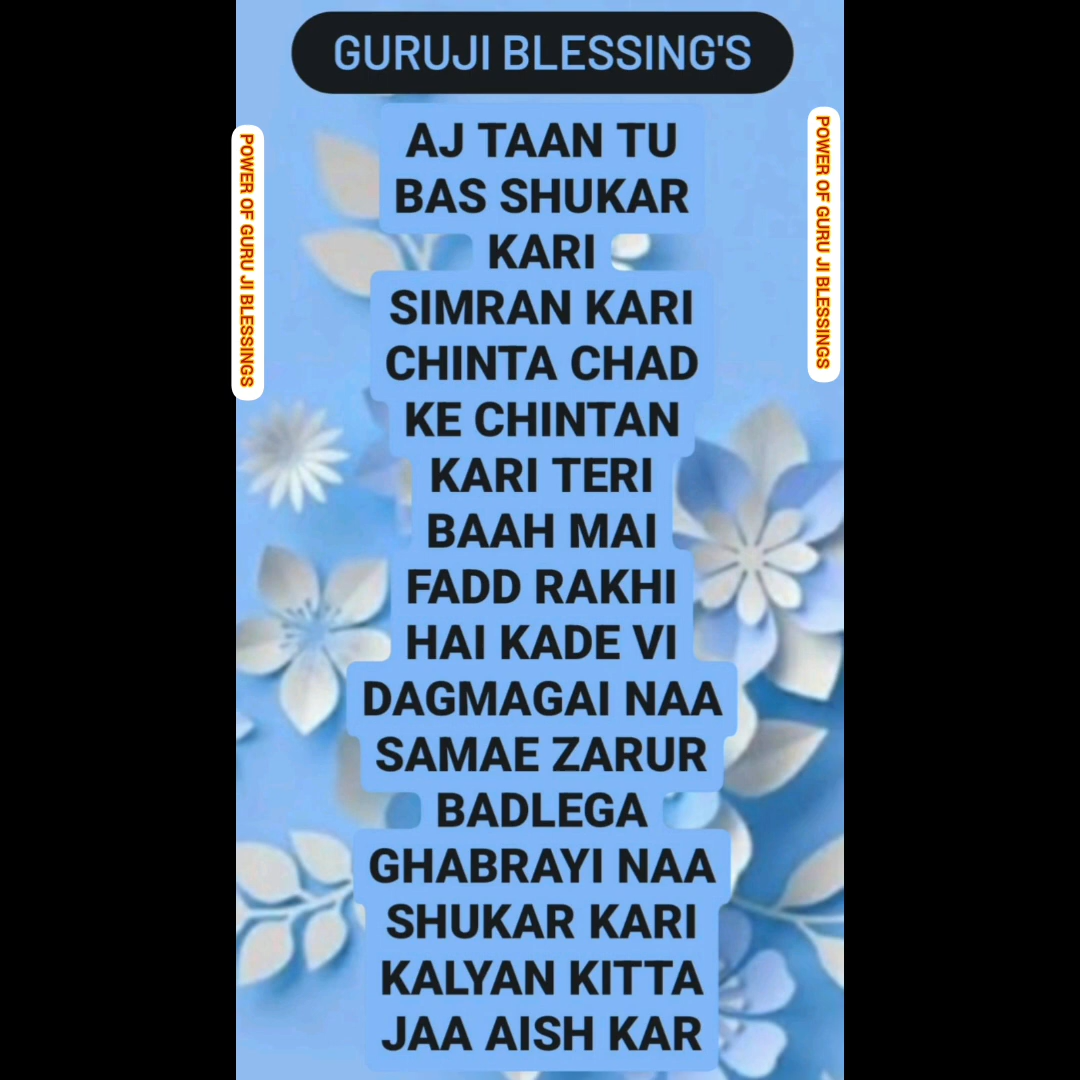 GURUJI BLESSING'S
POWER OF GURU JI BLESSINGS
POWER OF GURU JI BLESSINGS
AJ TAAN TU
BAS SHUKAR
KARI
SIMRAN KARI
CHINTA CHAD
KE CHINTAN
KARI TERI
BAAH MAI
FADD RAKHI
HAI KADE VI
DAGMAGAI NAA
SAMAE ZARUR
BADLEGA
GHABRAYI NAA
SHUKAR KARI
KALYAN KITTA
JAA AISH KAR